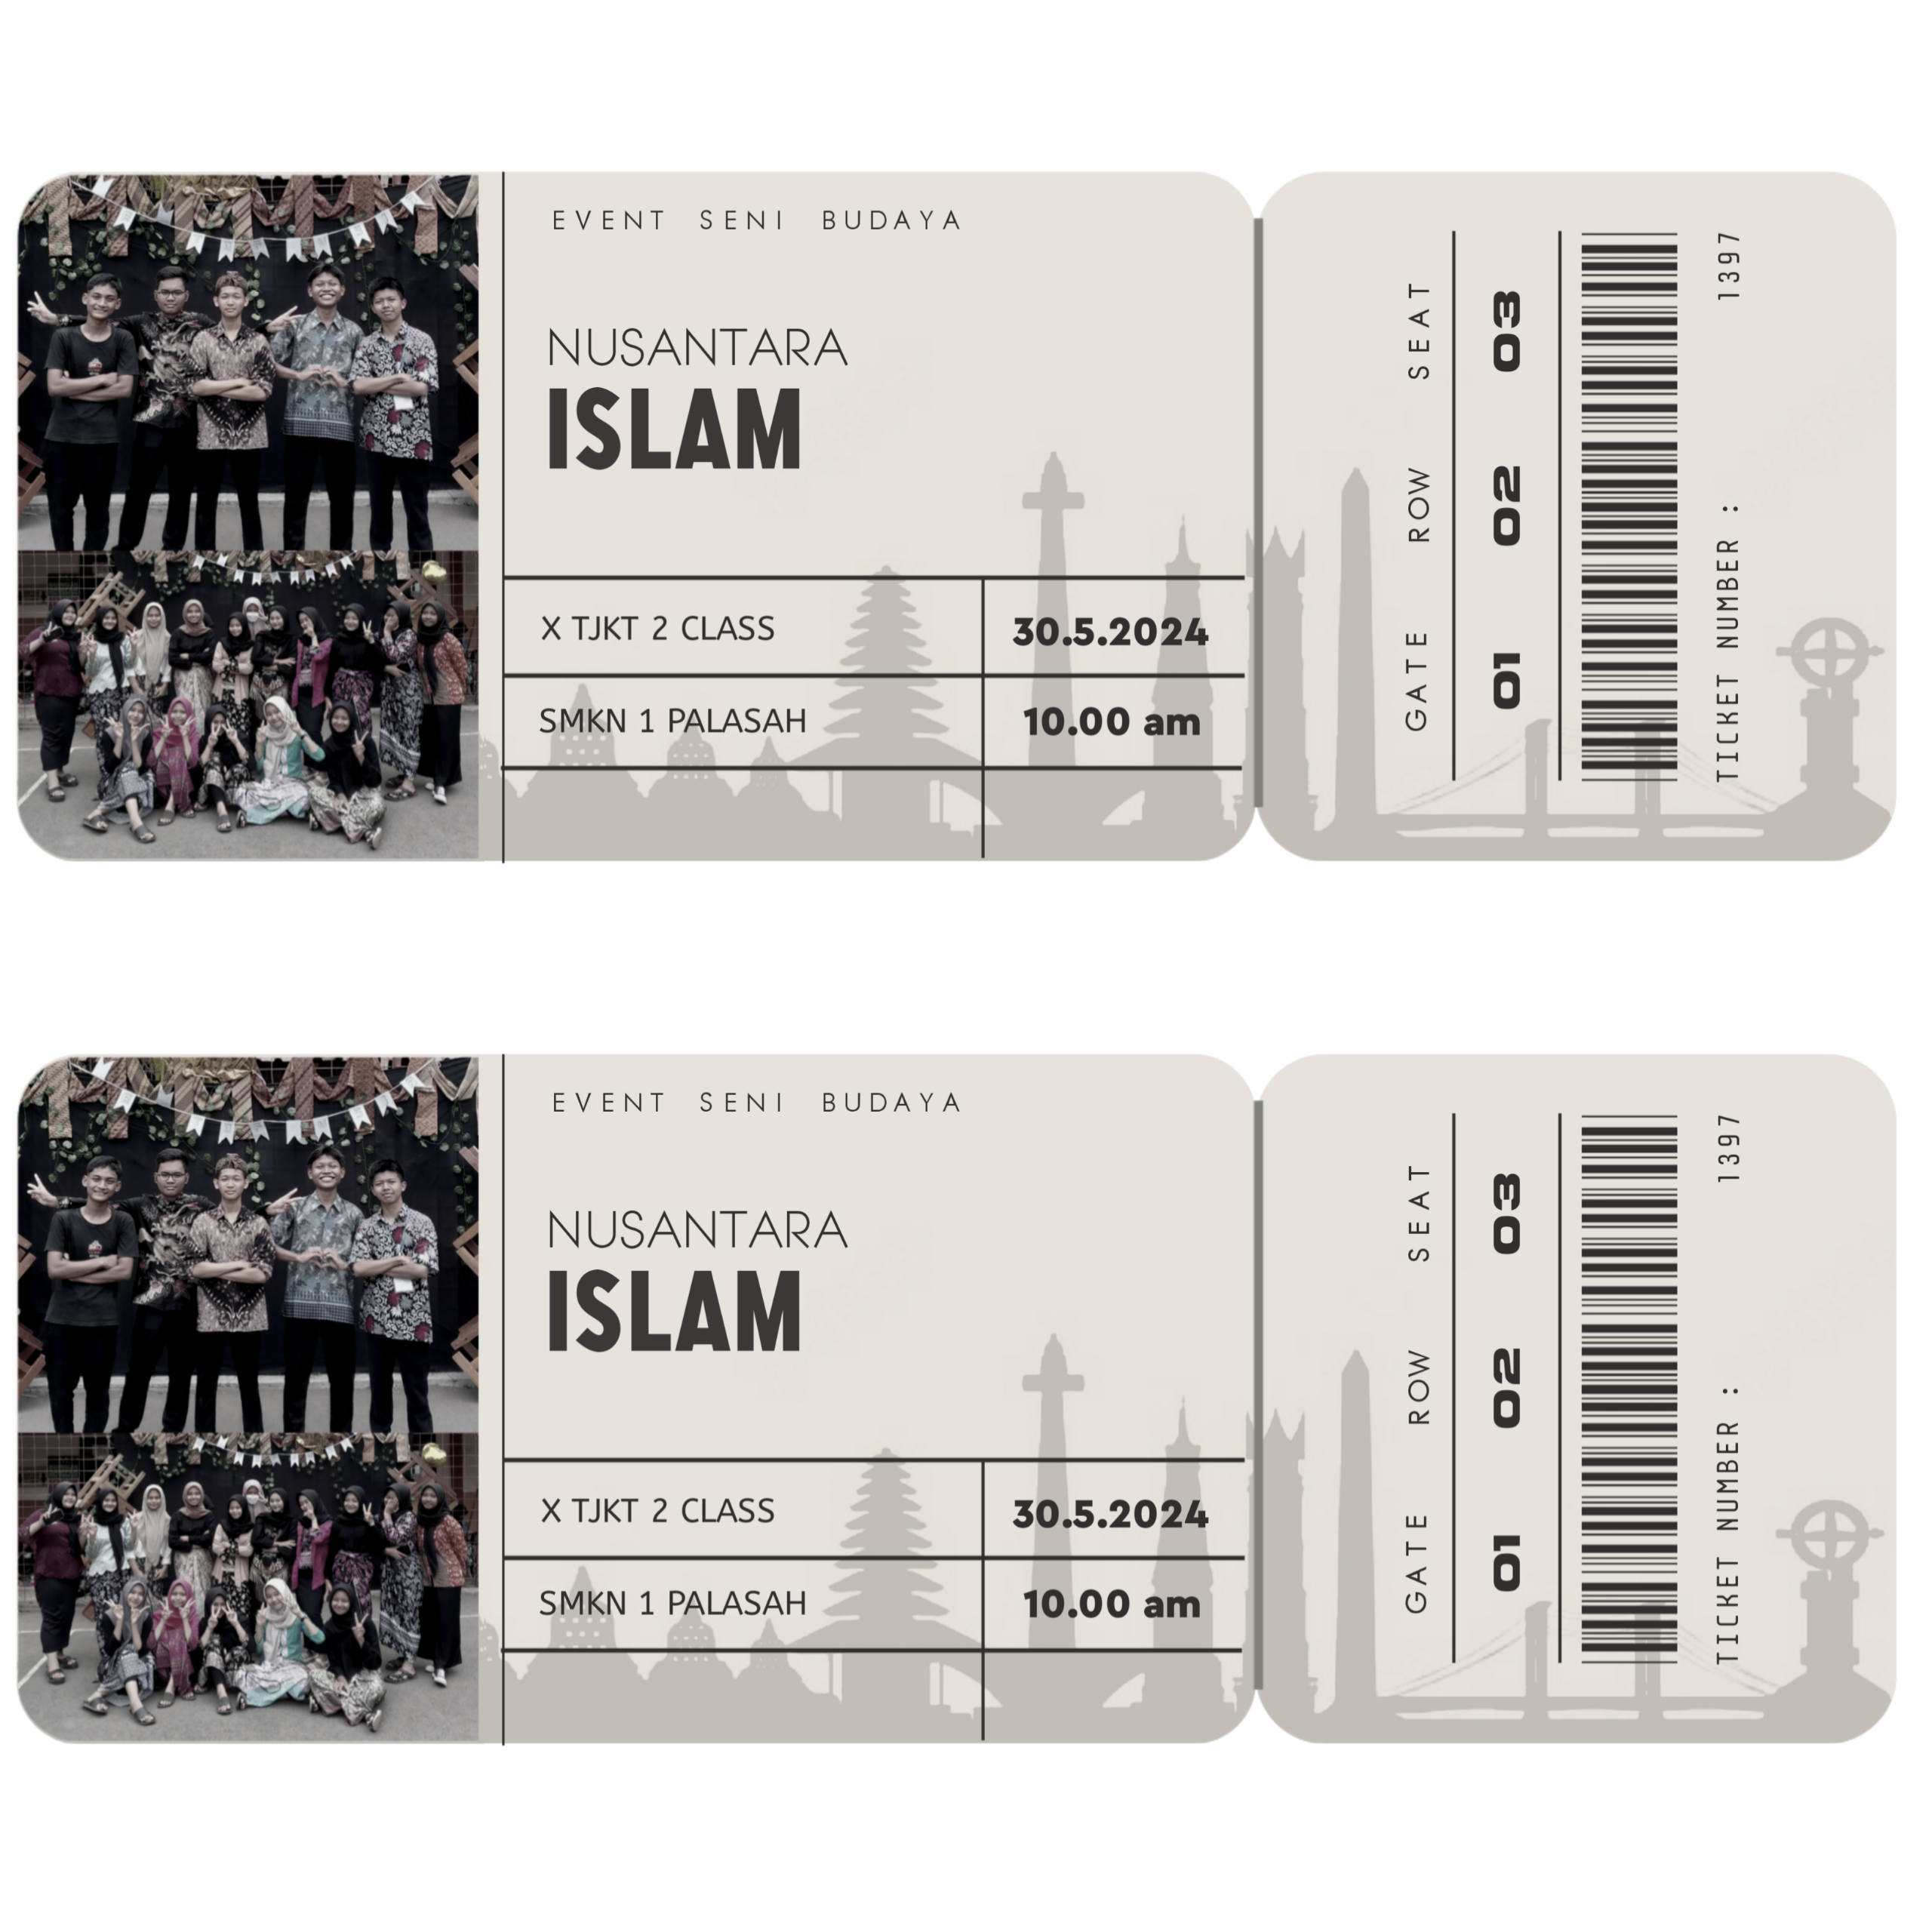 EVENT SENI BUDAYA
NUSANTARA
ISLAM
X TJKT 2 CLASS
30.5.2024
SMKN 1 PALASAH
10.00 am
GATE ROW SEAT
01 02 03
TICKET NUMBER : 1397
EVENT SENI BUDAYA
NUSANTARA
ISLAM
X TJKT 2 CLASS
30.5.2024
SMKN 1 PALASAH
10.00 am
GATE ROW SEAT
01 02 03
TICKET NUMBER : 1397